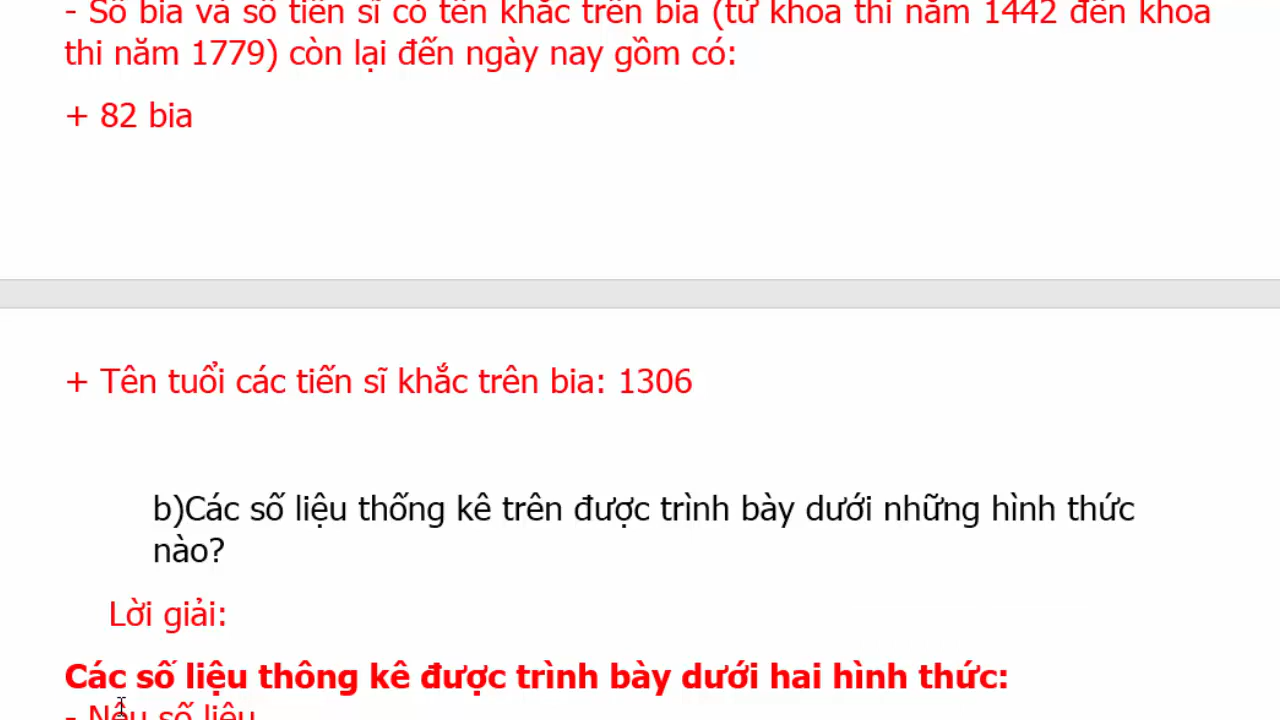 - Số bia và số tiến sĩ có tên khắc trên bia (từ khoa thi năm 1442 đến khoa
thi năm 1779) còn lại đến ngày nay gồm có:
+ 82 bia
+ Tên tuổi các tiến sĩ khắc trên bia: 1306
b)Các số liệu thống kê trên được trình bày dưới những hình thức
nào?
Lời giải:
Các số liệu thông kê được trình bày dưới hai hình thức:
- Nêu số liệu